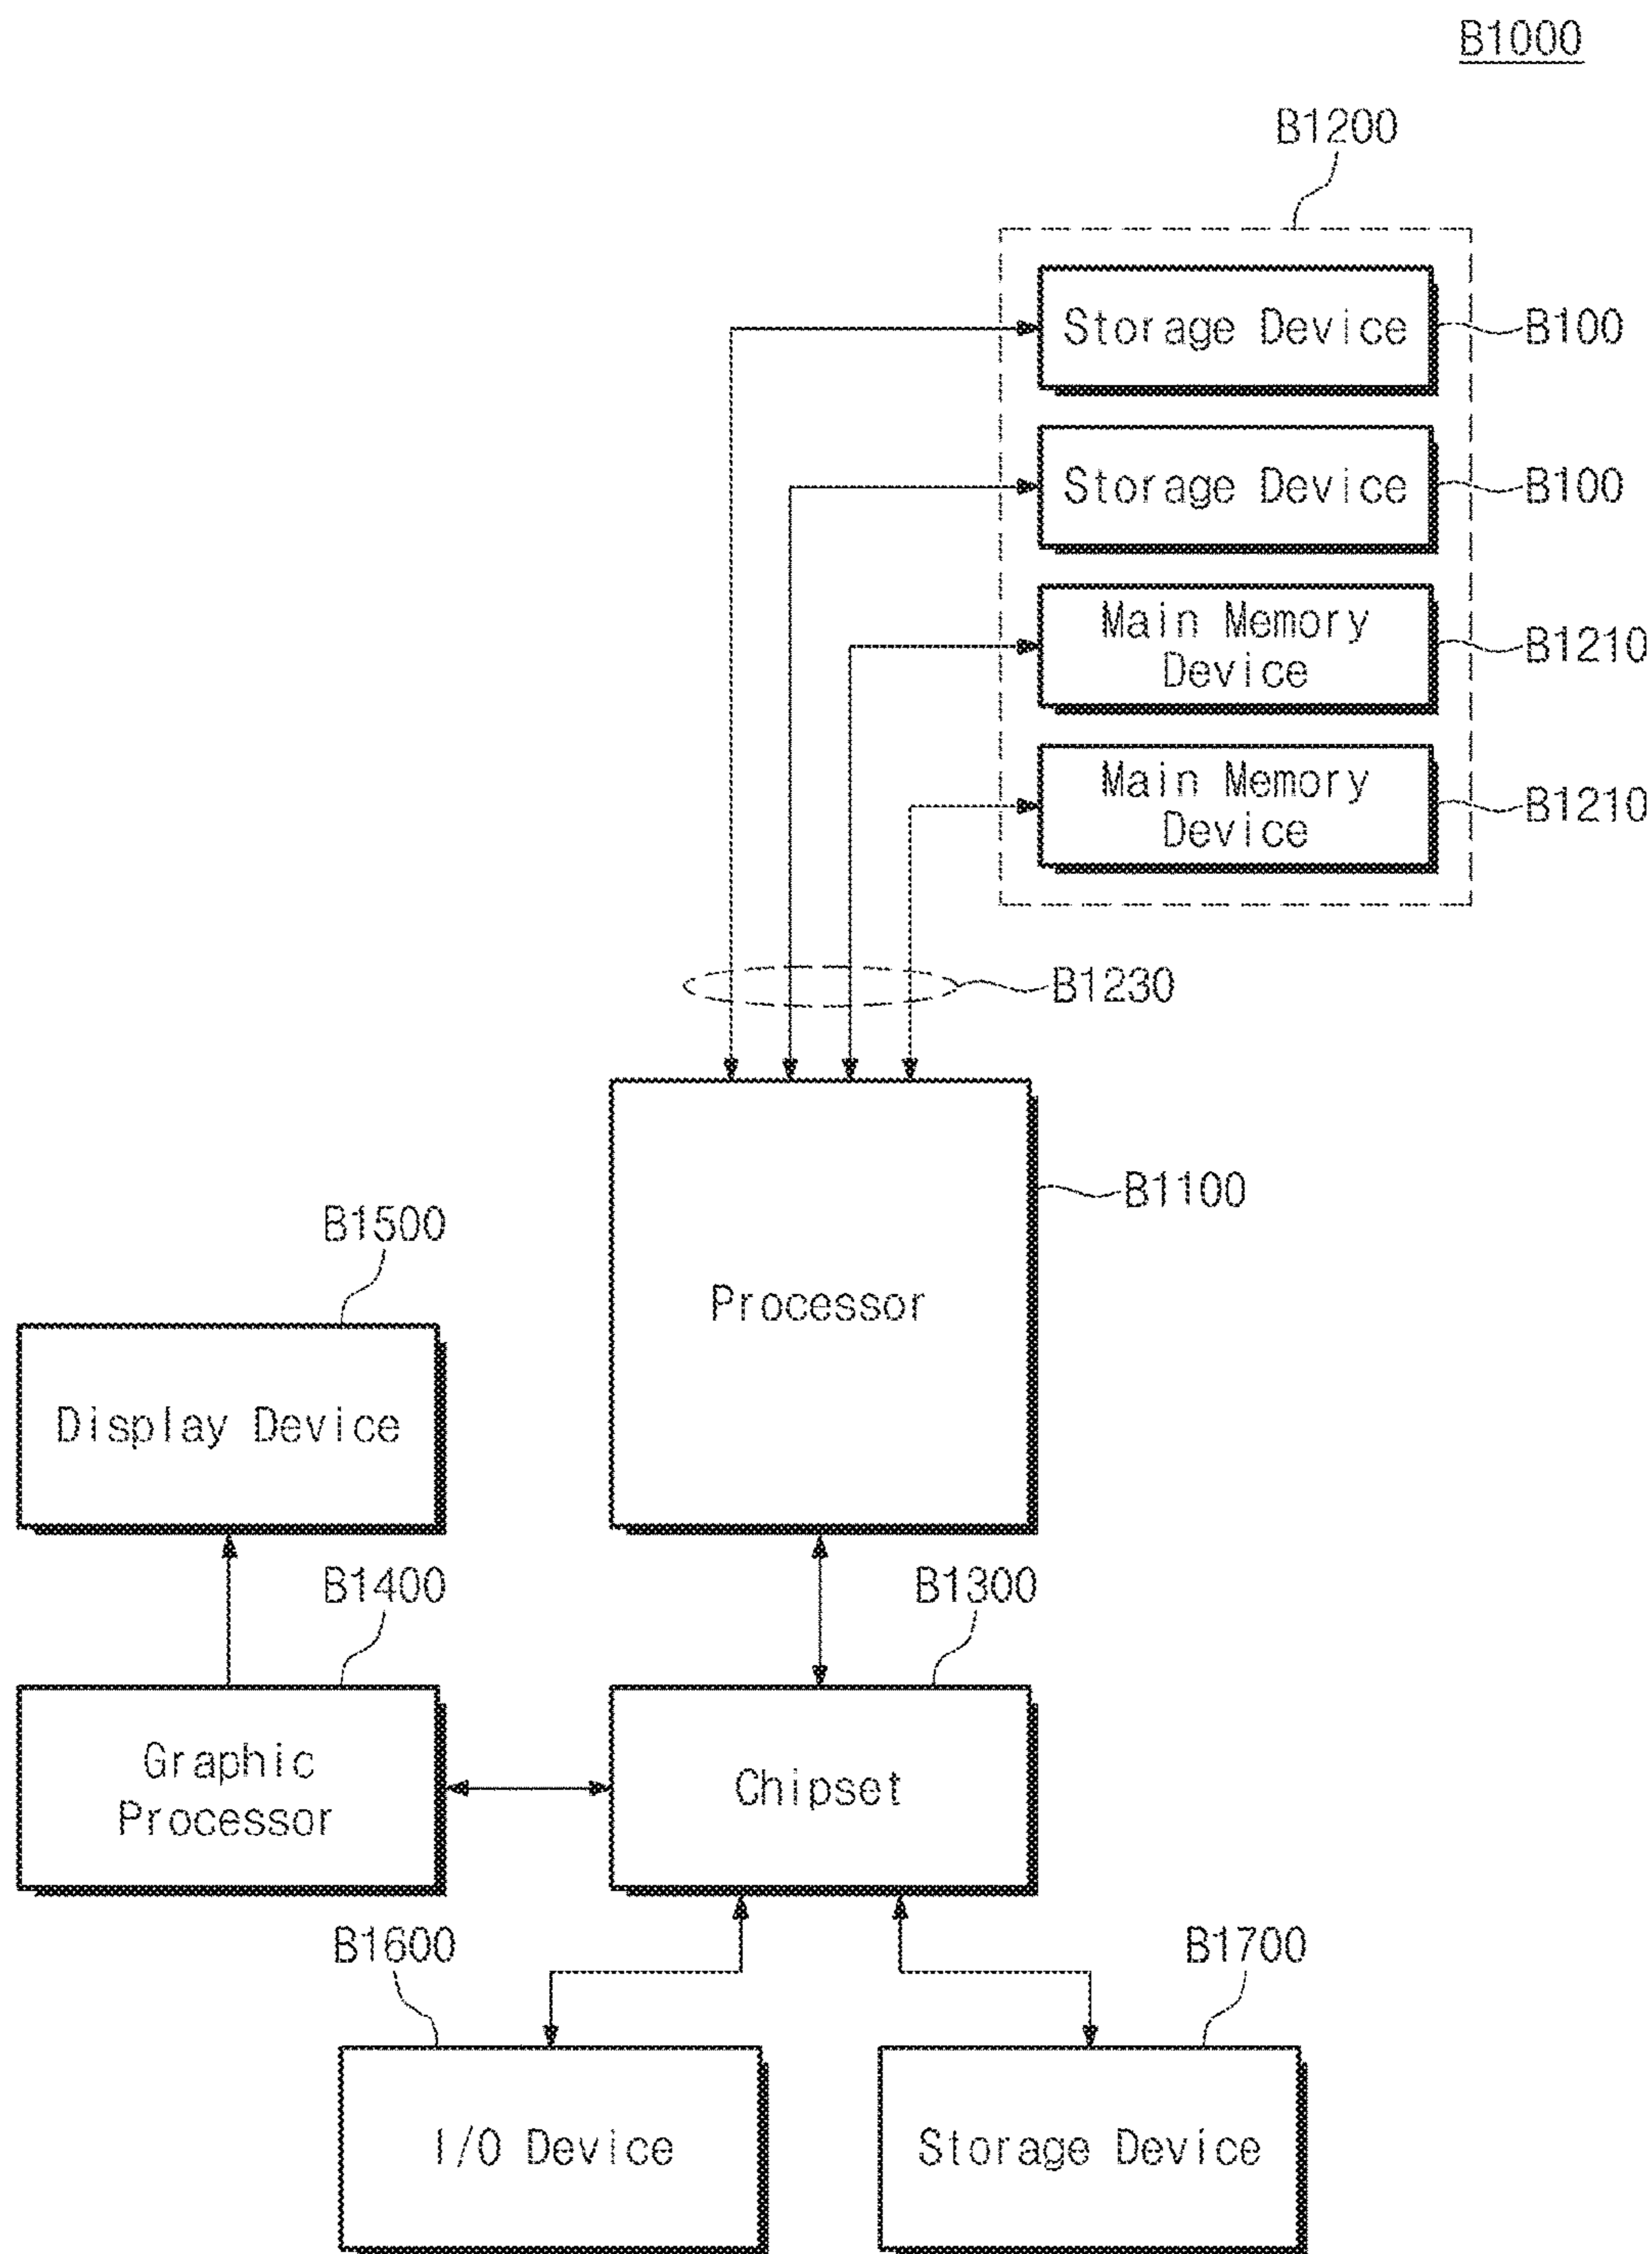 B1000
B1200
Storage Device
B100
Storage Device
B100
Main Memory
Device
B1210
Main Memory
Device
B1210
B1230
Processor
B1100
B1500
Display Device
B1400
Graphic
Processor
B1300
Chipset
B1600
I/O Device
B1700
Storage Device